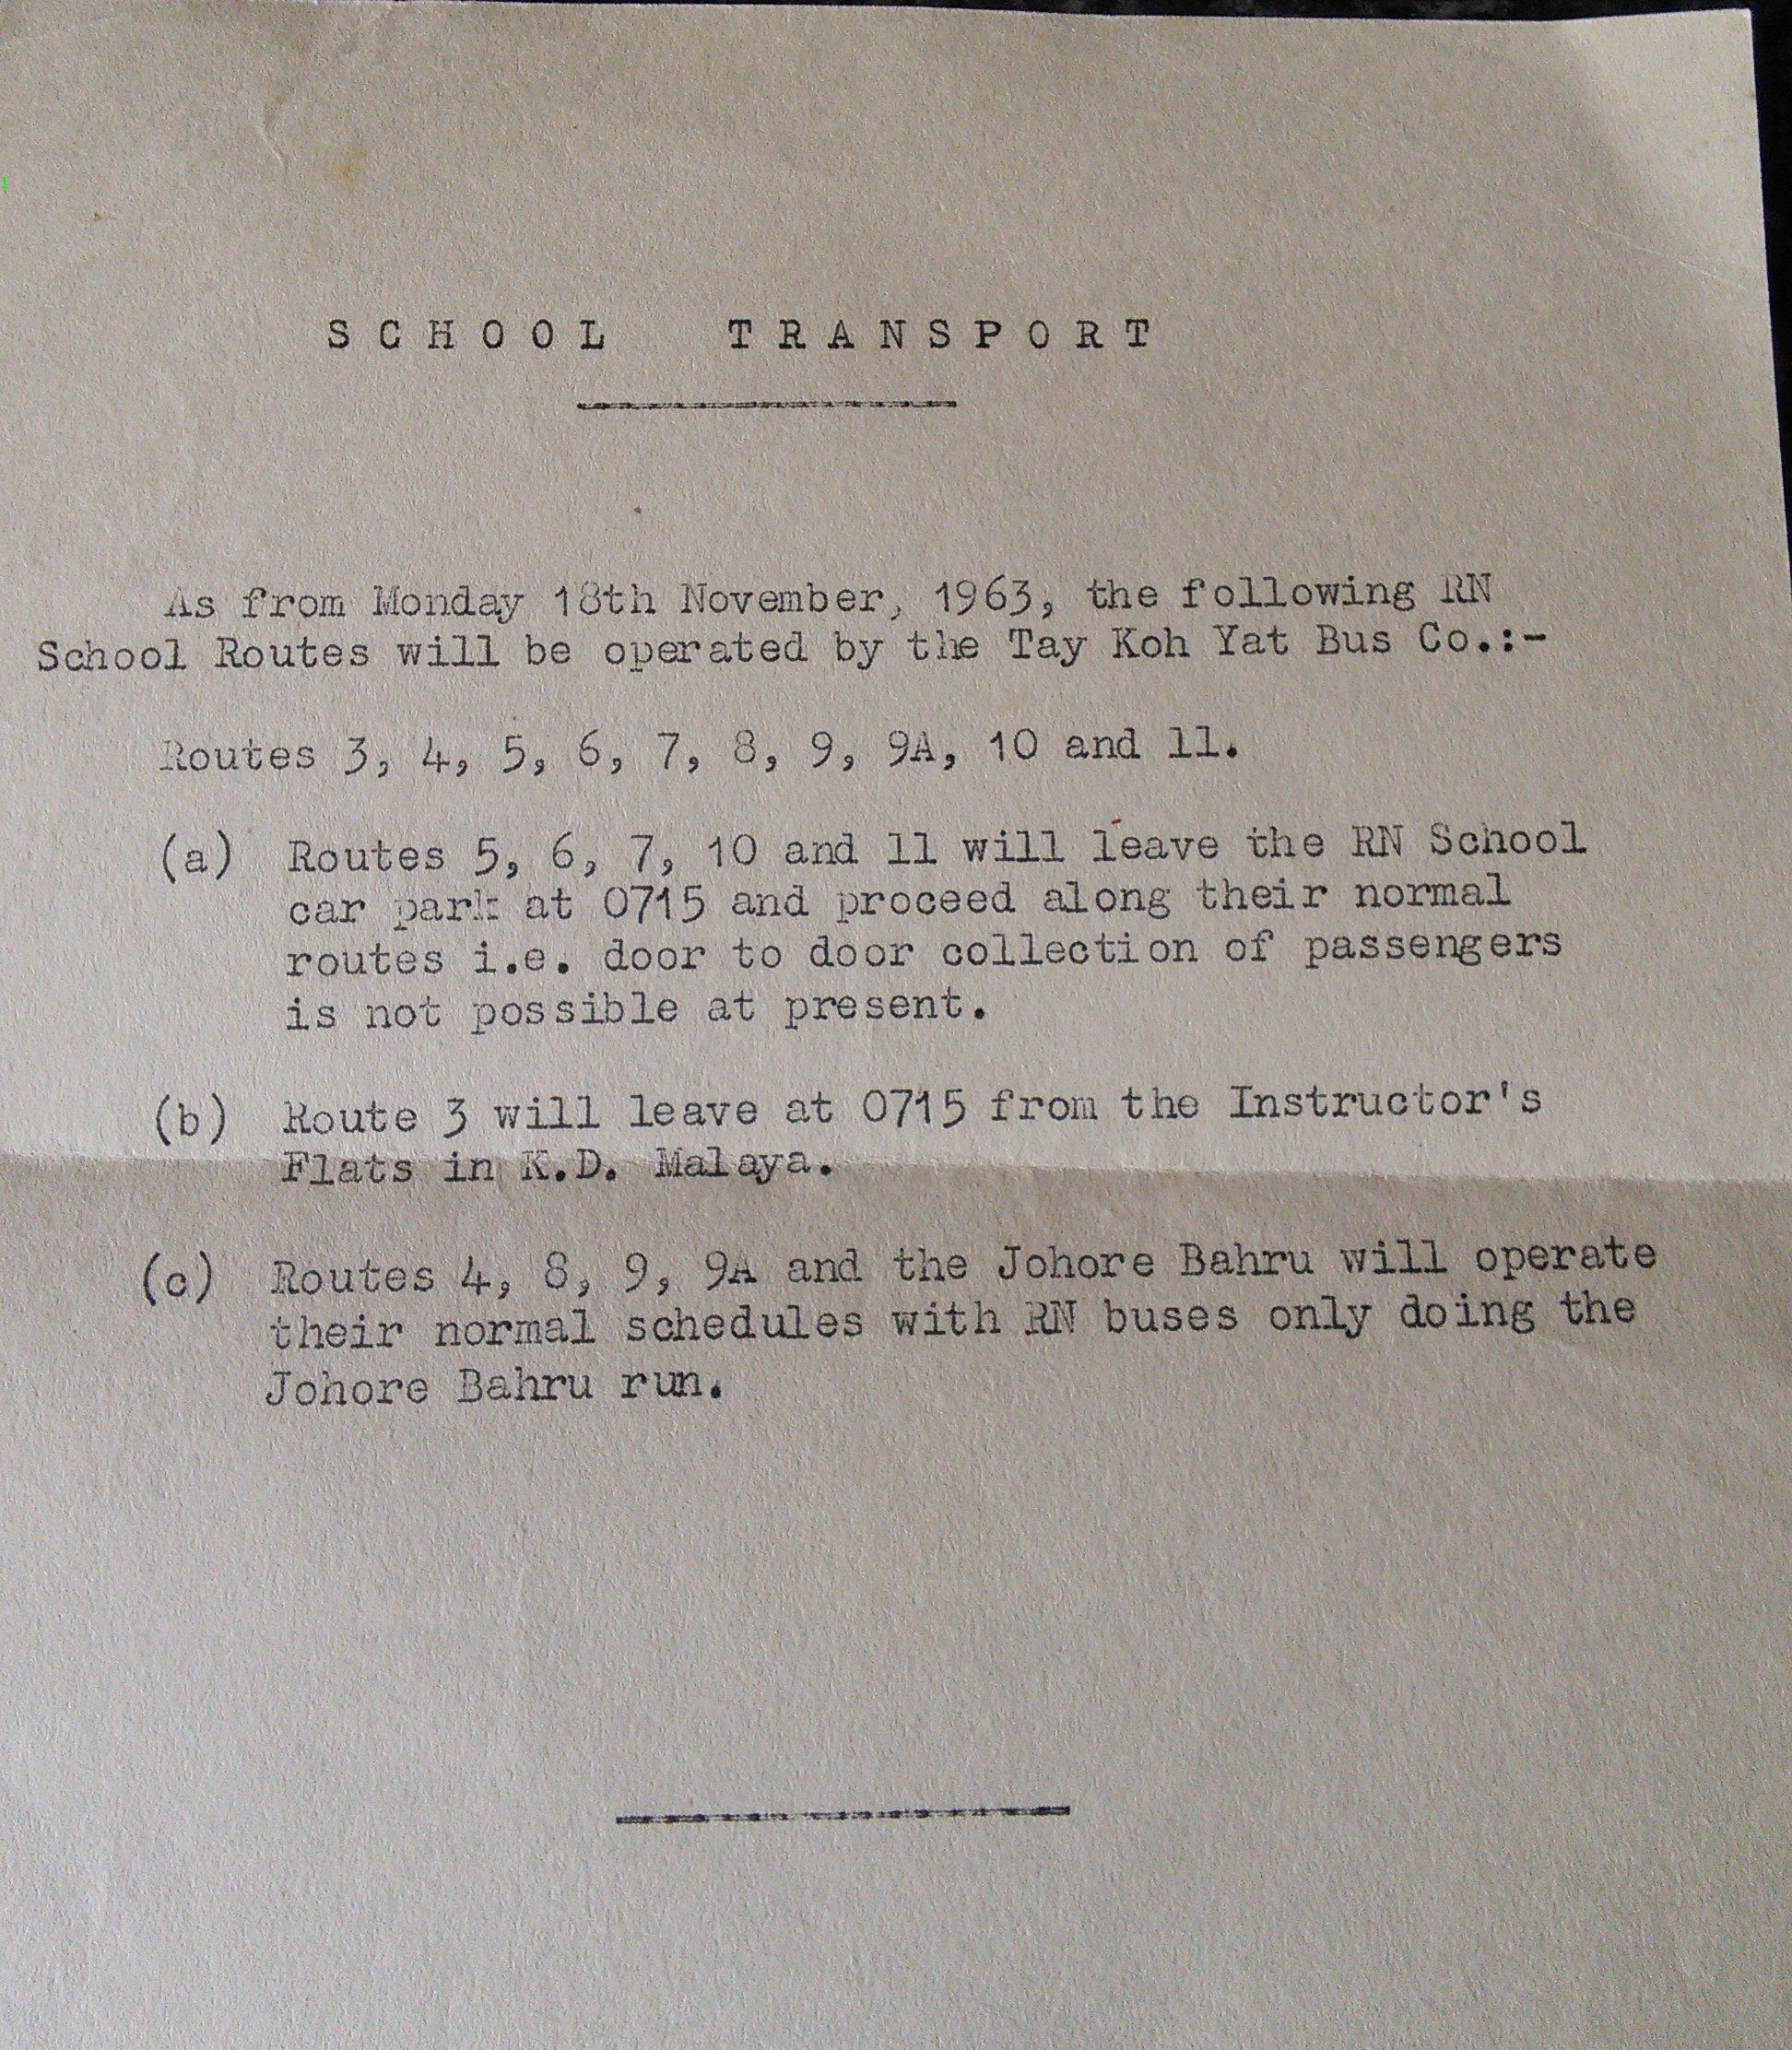 SCHOOL TRANSPORT
As from Monday 18th November, 1963, the following RN
School Routes will be operated by the Tay Koh Yat Bus Co.:-
Routes 3, 4, 5, 6, 7, 8, 9, 9A, 10 and 11.
(a) Routes 5, 6, 7, 10 and 11 will leave the RN School
car park at 0715 and proceed along their normal
routes i.e. door to door collection of passengers
is not possible at present.
(b) Route 3 will leave at 0715 from the Instructor's
Flats in K.D. Malaya.
(c) Routes 4, 8, 9, 9A and the Johore Bahru will operate
their normal schedules with RN buses only doing the
Johore Bahru run.